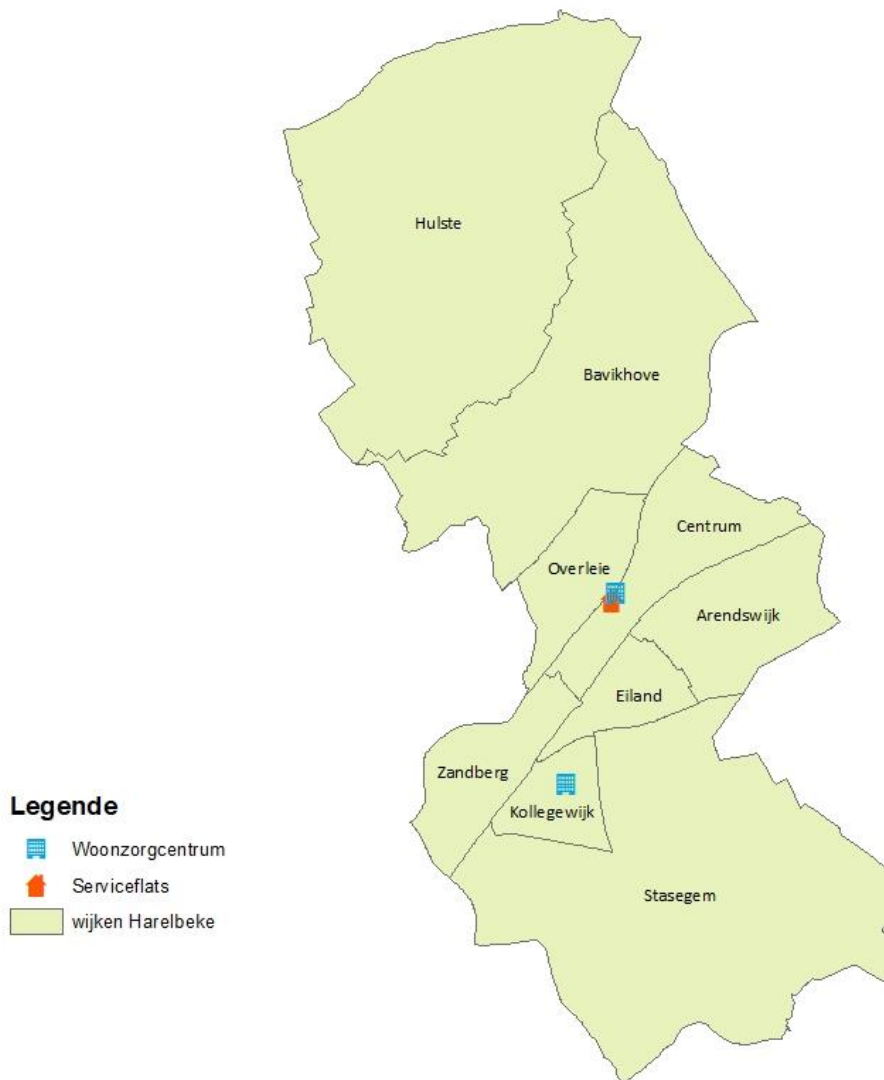 Hulste
Bavikhove
Centrum
Overleie
Arendswijk
Eiland
Zandberg
Kollegewijk
Stasegem
Legende
Woonzorgcentrum
Serviceflats
wijken Harelbeke